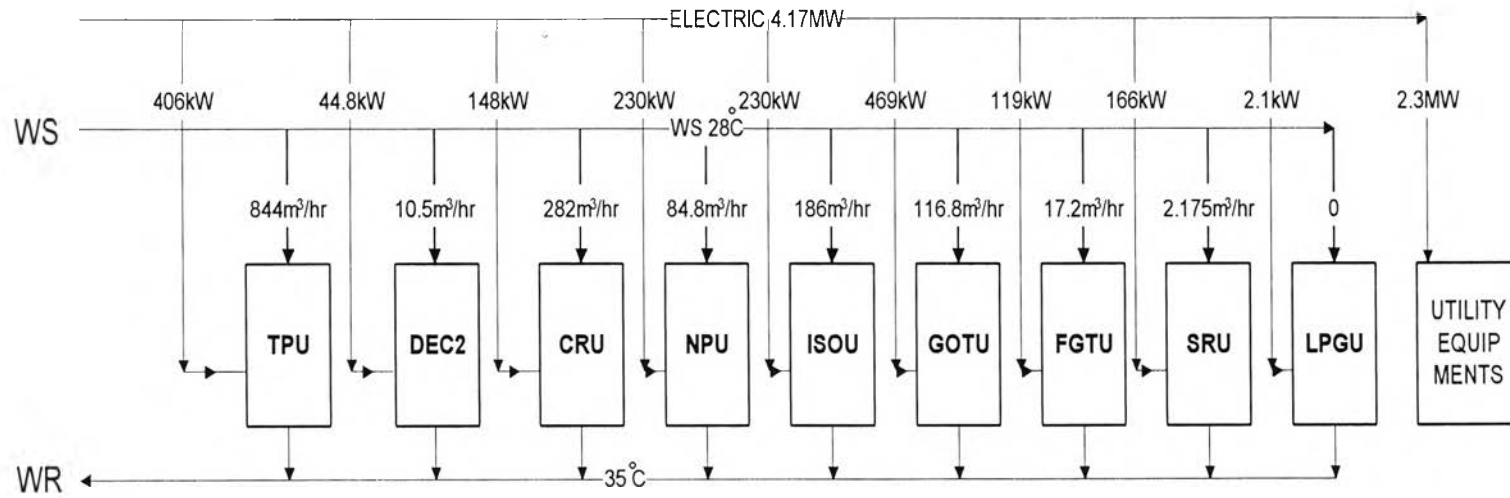 ELECTRIC 4.17MW
406kW 44.8kW 148kW 230kW 230kW 469kW 119kW 166kW 2.1kW 2.3MW
WS WS 28°C
844m³/hr 10.5m³/hr 282m³/hr 84.8m³/hr 186m³/hr 116.8m³/hr 17.2m³/hr 2.175m³/hr 0
TPU DEC2 CRU NPU ISOU GOTU FGTU SRU LPGU
UTILITY
EQUIP
MENTS
WR 35°C